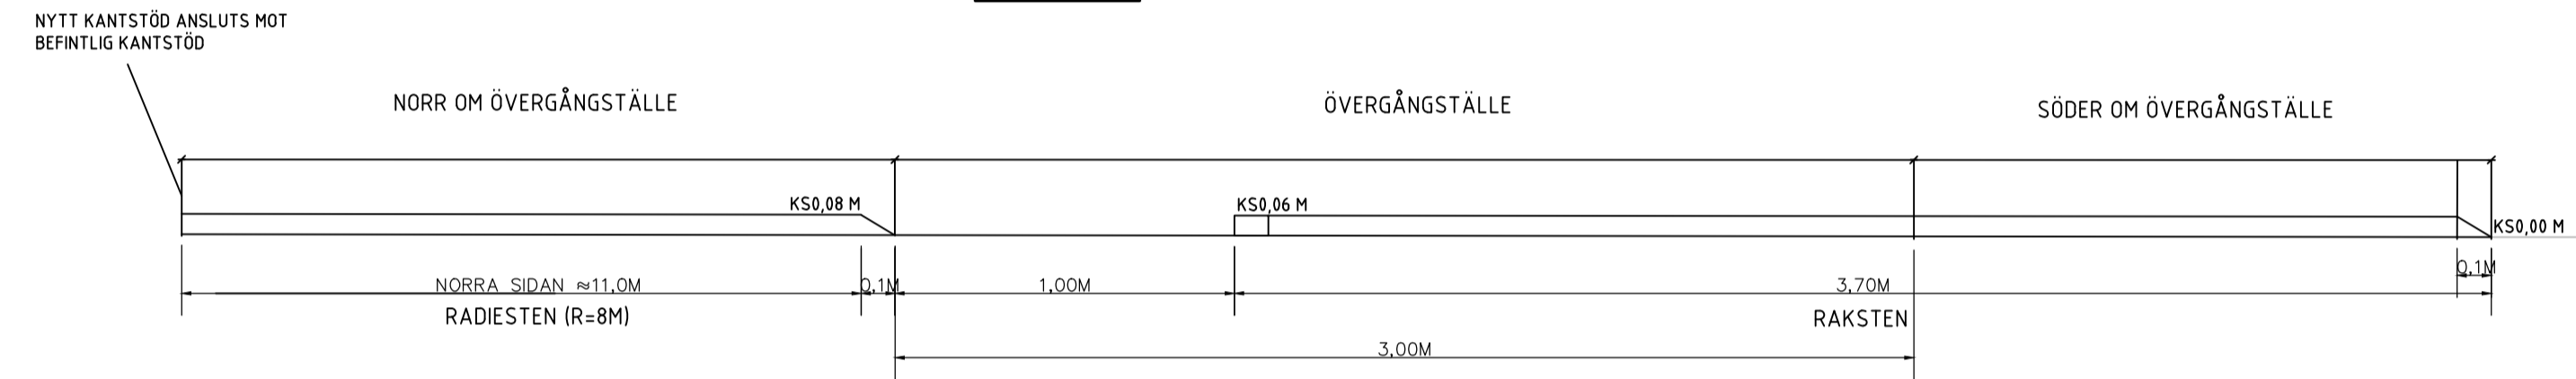 NYTT KANTSTÖD ANSLUTS MOT
BEFINTLIG KANTSTÖD
NORR OM ÖVERGÅNGSTÄLLE
ÖVERGÅNGSTÄLLE
SÖDER OM ÖVERGÅNGSTÄLLE
KS0,08 M
KS0,06 M
KS0,00 M
NORRA SIDAN ≈11,0M
0,1M
1,00M
3,70M
0,1M
RADIESTEN (R=8M)
RAKSTEN
3,00M